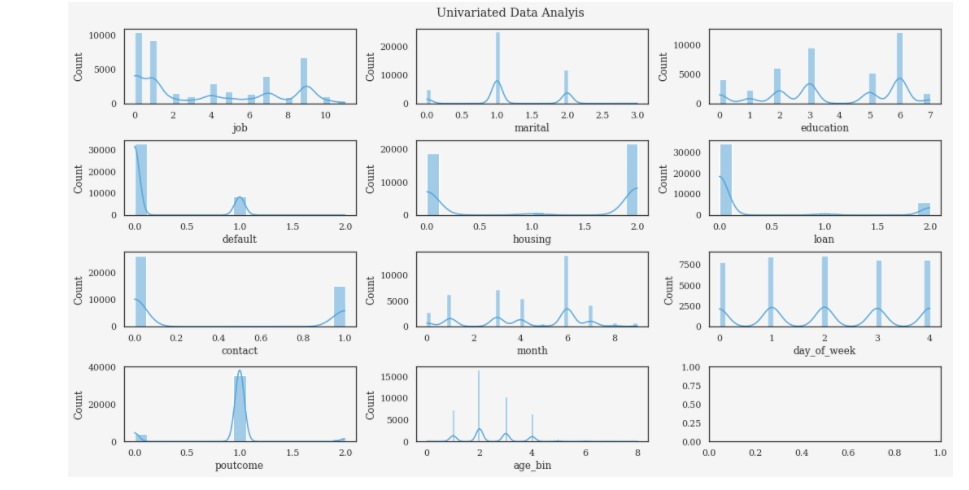 Univariated Data Analyis
10000
5000
0
Count
0 2 4 6 8 10
job
20000
10000
0
Count
0.0 0.5 1.0 1.5 2.0 2.5 3.0
marital
10000
5000
0
Count
0 1 2 3 4 5 6 7
education
30000
20000
10000
0
Count
0.0 0.5 1.0 1.5 2.0
default
20000
10000
0
Count
0.0 0.5 1.0 1.5 2.0
housing
30000
20000
10000
0
Count
0.0 0.5 1.0 1.5 2.0
loan
20000
10000
0
Count
0.0 0.2 0.4 0.6 0.8 1.0
contact
10000
5000
0
Count
0 2 4 6 8
month
7500
5000
2500
0
Count
0 1 2 3 4
day_of_week
40000
20000
0
Count
0.0 0.5 1.0 1.5 2.0
poutcome
15000
10000
5000
0
Count
0 2 4 6 8
age_bin
1.00
0.75
0.50
0.25
0.00
0.0 0.2 0.4 0.6 0.8 1.0